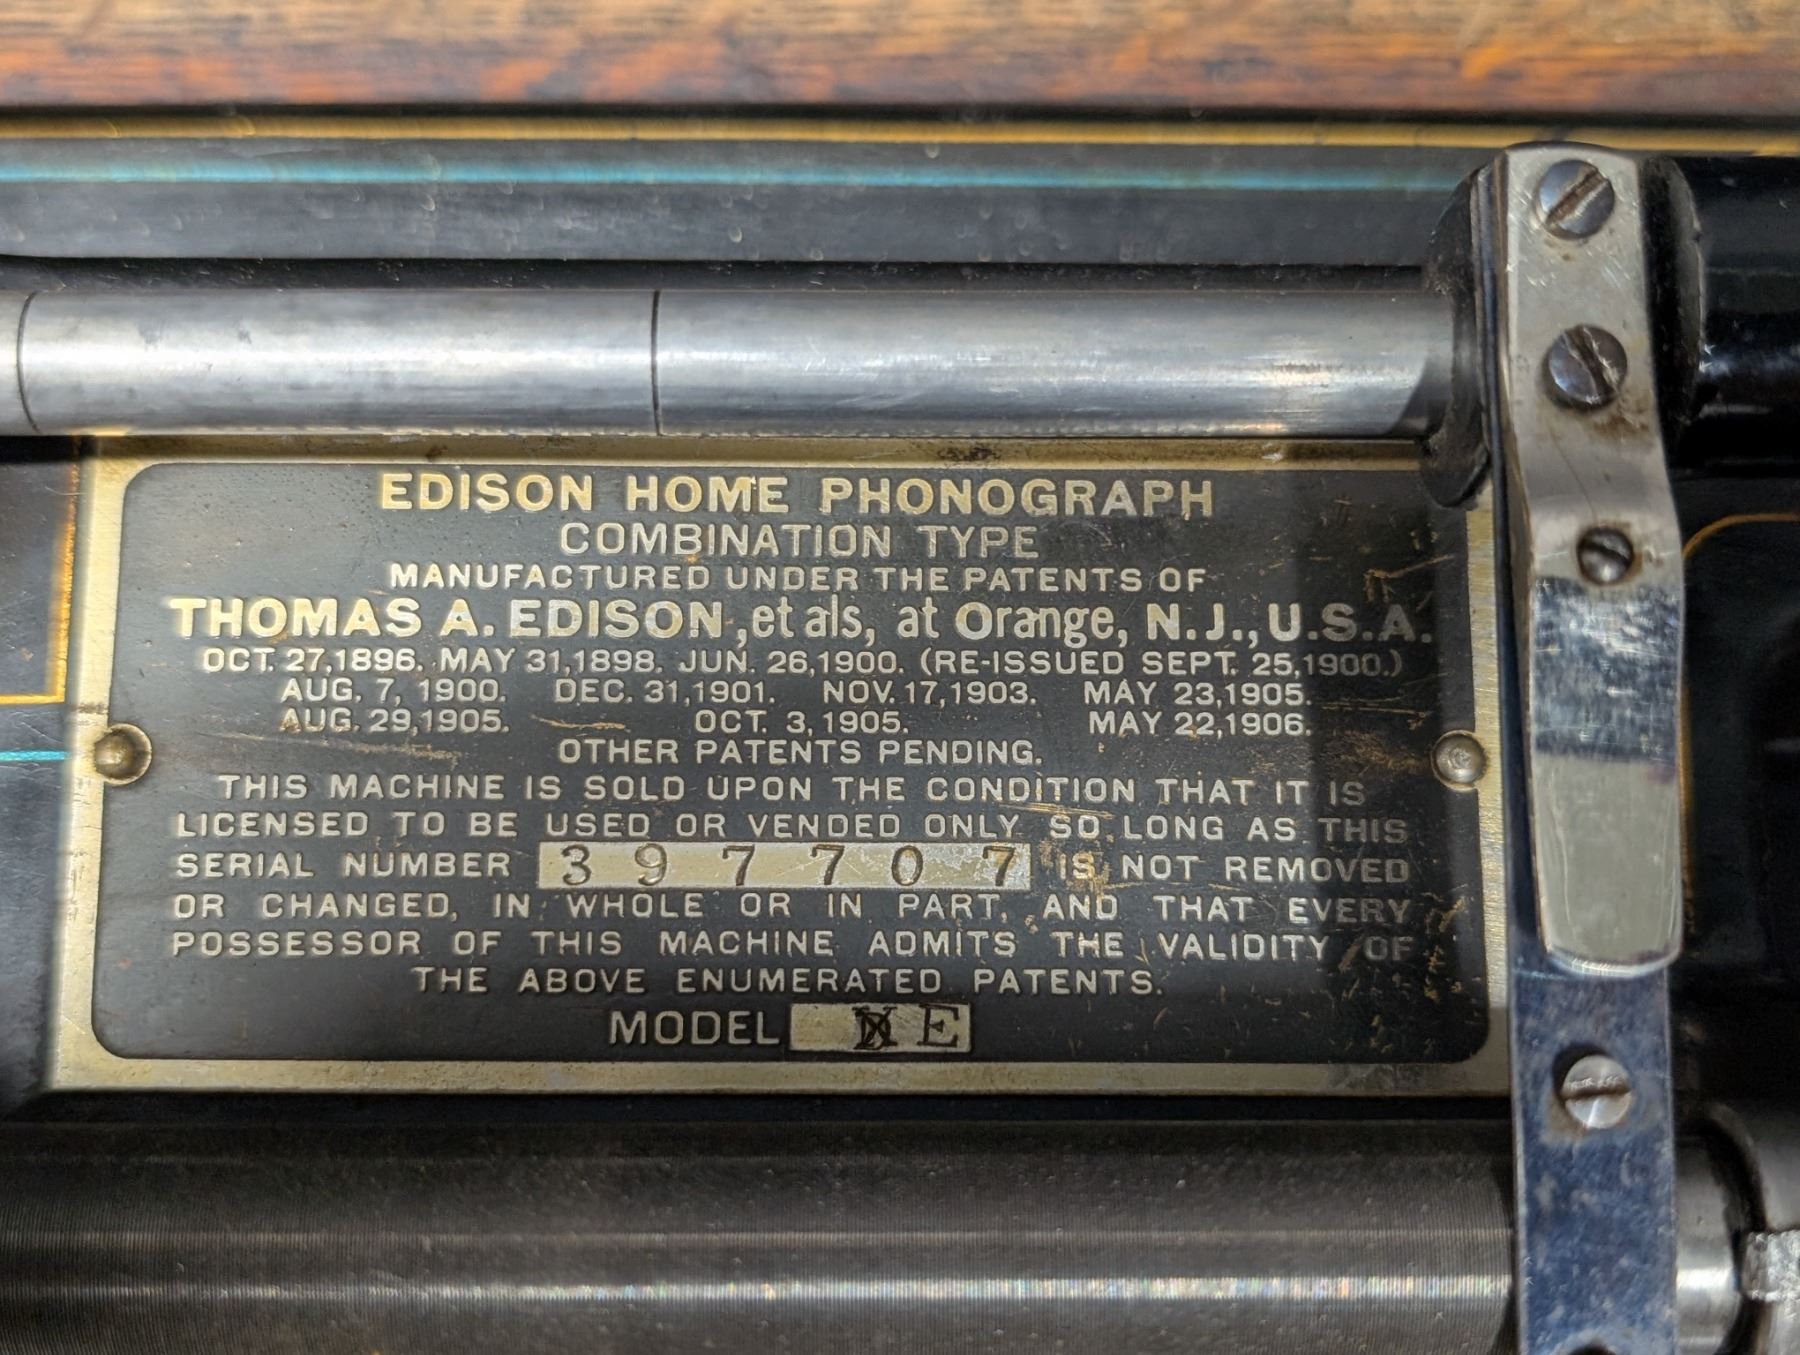 EDISON HOME PHONOGRAPH
COMBINATION TYPE
MANUFACTURED UNDER THE PATENTS OF
THOMAS A. EDISON, et als, at Orange, N.J., U.S.A.
OCT. 27,1896. MAY 31,1898. JUN. 26,1900. (RE-ISSUED SEPT. 25,1900.)
AUG. 7, 1900. DEC. 31,1901. NOV. 17,1903. MAY 23,1905.
AUG. 29,1905. OCT. 3, 1905. MAY 22,1906.
OTHER PATENTS PENDING.
THIS MACHINE IS SOLD UPON THE CONDITION THAT IT IS
LICENSED TO BE USED OR VENDED ONLY SO LONG AS THIS
SERIAL NUMBER 397707 IS NOT REMOVED
OR CHANGED, IN WHOLE OR IN PART, AND THAT EVERY
POSSESSOR OF THIS MACHINE ADMITS THE VALIDITY OF
THE ABOVE ENUMERATED PATENTS.
MODEL E